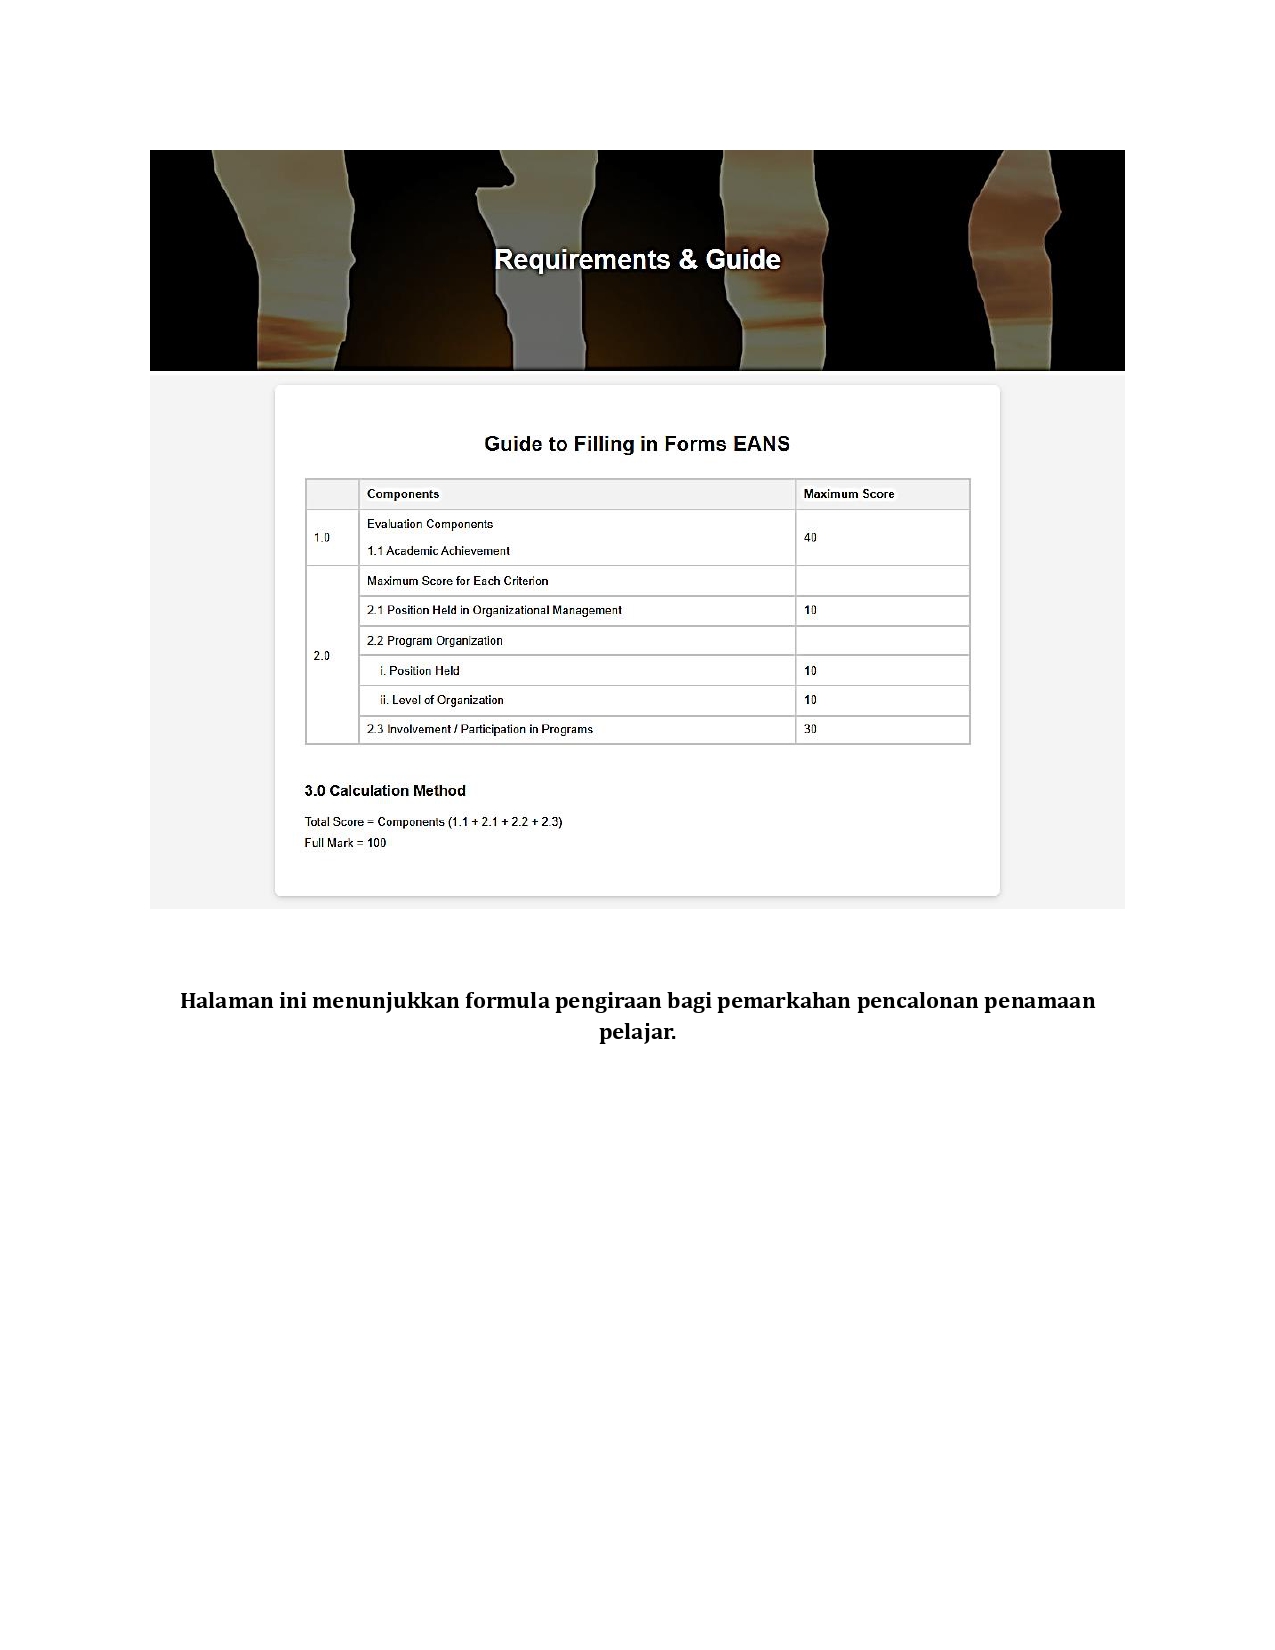 Requirements & Guide
Guide to Filling in Forms EANS
Components Maximum Score
1.0
Evaluation Components
1.1 Academic Achievement
40
2.0
Maximum Score for Each Criterion
2.1 Position Held in Organizational Management 10
2.2 Program Organization
i. Position Held 10
ii. Level of Organization 10
2.3 Involvement / Participation in Programs 30
3.0 Calculation Method
Total Score = Components (1.1 + 2.1 + 2.2 + 2.3)
Full Mark = 100
Halaman ini menunjukkan formula pengiraan bagi pemarkahan pencalonan penamaan
pelajar.